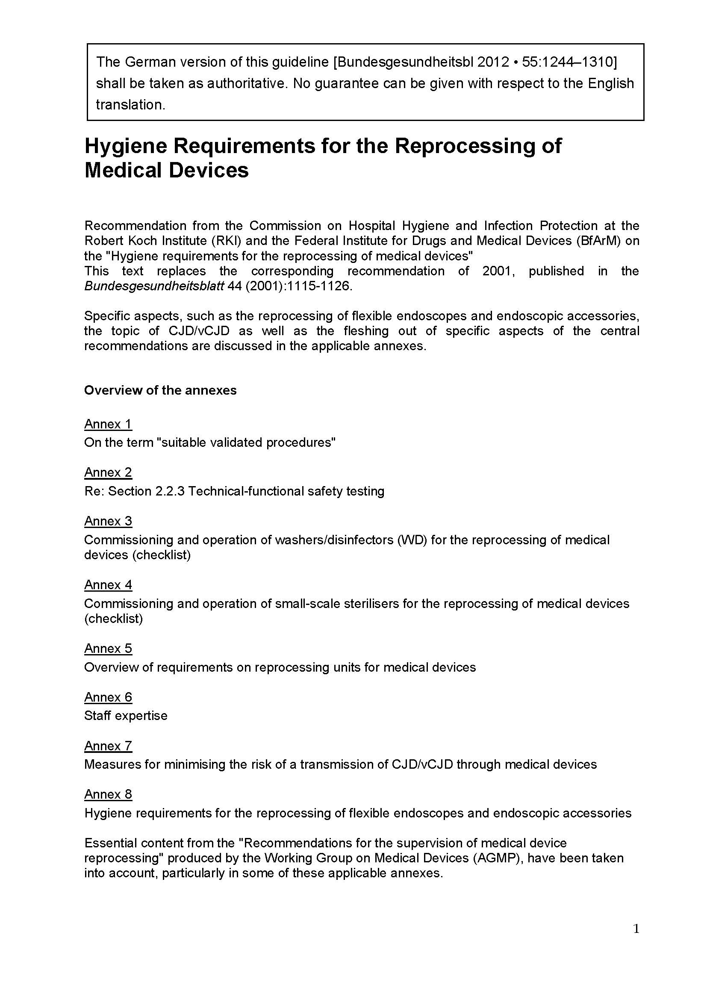 The German version of this guideline [Bundesgesundheitsbl 2012 • 55:1244–1310]
shall be taken as authoritative. No guarantee can be given with respect to the English
translation.
Hygiene Requirements for the Reprocessing of
Medical Devices
Recommendation from the Commission on Hospital Hygiene and Infection Protection at the
Robert Koch Institute (RKI) and the Federal Institute for Drugs and Medical Devices (BfArM) on
the "Hygiene requirements for the reprocessing of medical devices"
This text replaces the corresponding recommendation of 2001, published in the
Bundesgesundheitsblatt 44 (2001):1115-1126.
Specific aspects, such as the reprocessing of flexible endoscopes and endoscopic accessories,
the topic of CJD/vCJD as well as the fleshing out of specific aspects of the central
recommendations are discussed in the applicable annexes.
Overview of the annexes
Annex 1
On the term "suitable validated procedures"
Annex 2
Re: Section 2.2.3 Technical-functional safety testing
Annex 3
Commissioning and operation of washers/disinfectors (WD) for the reprocessing of medical
devices (checklist)
Annex 4
Commissioning and operation of small-scale sterilisers for the reprocessing of medical devices
(checklist)
Annex 5
Overview of requirements on reprocessing units for medical devices
Annex 6
Staff expertise
Annex 7
Measures for minimising the risk of a transmission of CJD/vCJD through medical devices
Annex 8
Hygiene requirements for the reprocessing of flexible endoscopes and endoscopic accessories
Essential content from the "Recommendations for the supervision of medical device
reprocessing" produced by the Working Group on Medical Devices (AGMP), have been taken
into account, particularly in some of these applicable annexes.
1